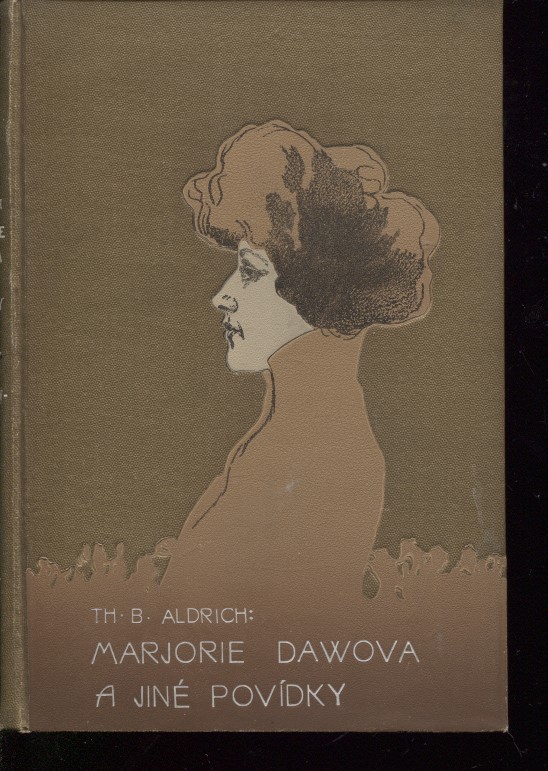 TH. B. ALDRICH:
MARJORIE DAWOVA
A JINÉ POVÍDKY